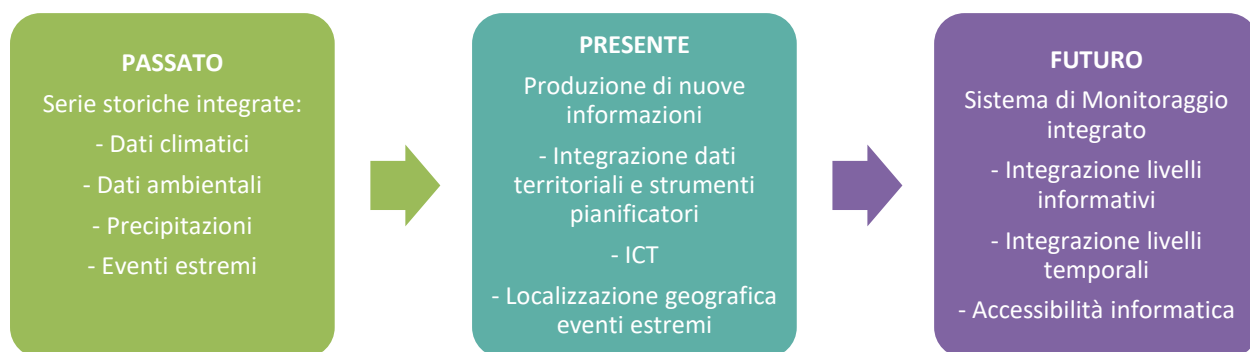 PASSATO
Serie storiche integrate:
- Dati climatici
- Dati ambientali
- Precipitazioni
- Eventi estremi
PRESENTE
Produzione di nuove
informazioni
- Integrazione dati
territoriali e strumenti
pianificatori
- ICT
- Localizzazione geografica
eventi estremi
FUTURO
Sistema di Monitoraggio
integrato
- Integrazione livelli
informativi
- Integrazione livelli
temporali
- Accessibilità informatica